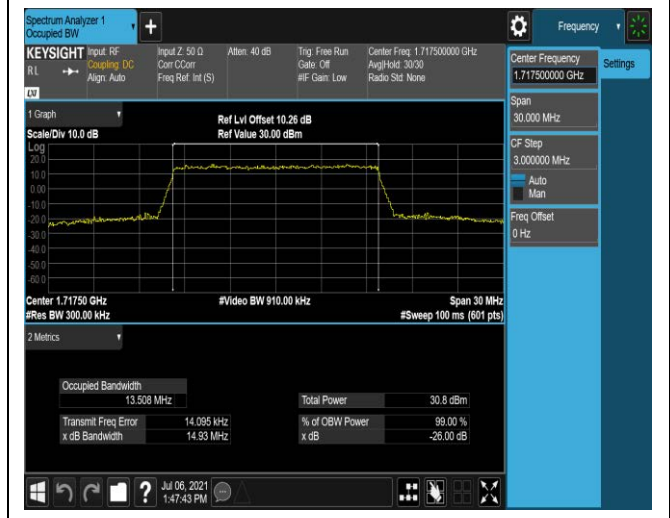 Spectrum Analyzer 1
Occupied BW
Frequency
KEYSIGHT Input: RF Input Z: 50 Ω Atten: 40 dB Trig: Free Run Center Freq: 1.717500000 GHz
RL Coupling: DC Corr CCorr Gate: Off Avg|Hold: 30/30
Align: Auto Freq Ref: Int (S) #IF Gain: Low Radio Std: None
LXI
Center Frequency
1.717500000 GHz
Settings
Span
30.000 MHz
CF Step
3.000000 MHz
Auto
Man
Freq Offset
0 Hz
1 Graph
Ref Lvl Offset 10.26 dB
Scale/Div 10.0 dB Ref Value 30.00 dBm
Log
20.0
10.0
0.00
-10.0
-20.0
-30.0
-40.0
-50.0
-60.0
Center 1.71750 GHz #Video BW 910.00 kHz Span 30 MHz
#Res BW 300.00 kHz #Sweep 100 ms (601 pts)
2 Metrics
Occupied Bandwidth
13.508 MHz Total Power 30.8 dBm
Transmit Freq Error 14.095 kHz % of OBW Power 99.00 %
x dB Bandwidth 14.93 MHz x dB -26.00 dB
Jul 06, 2021
1:47:43 PM